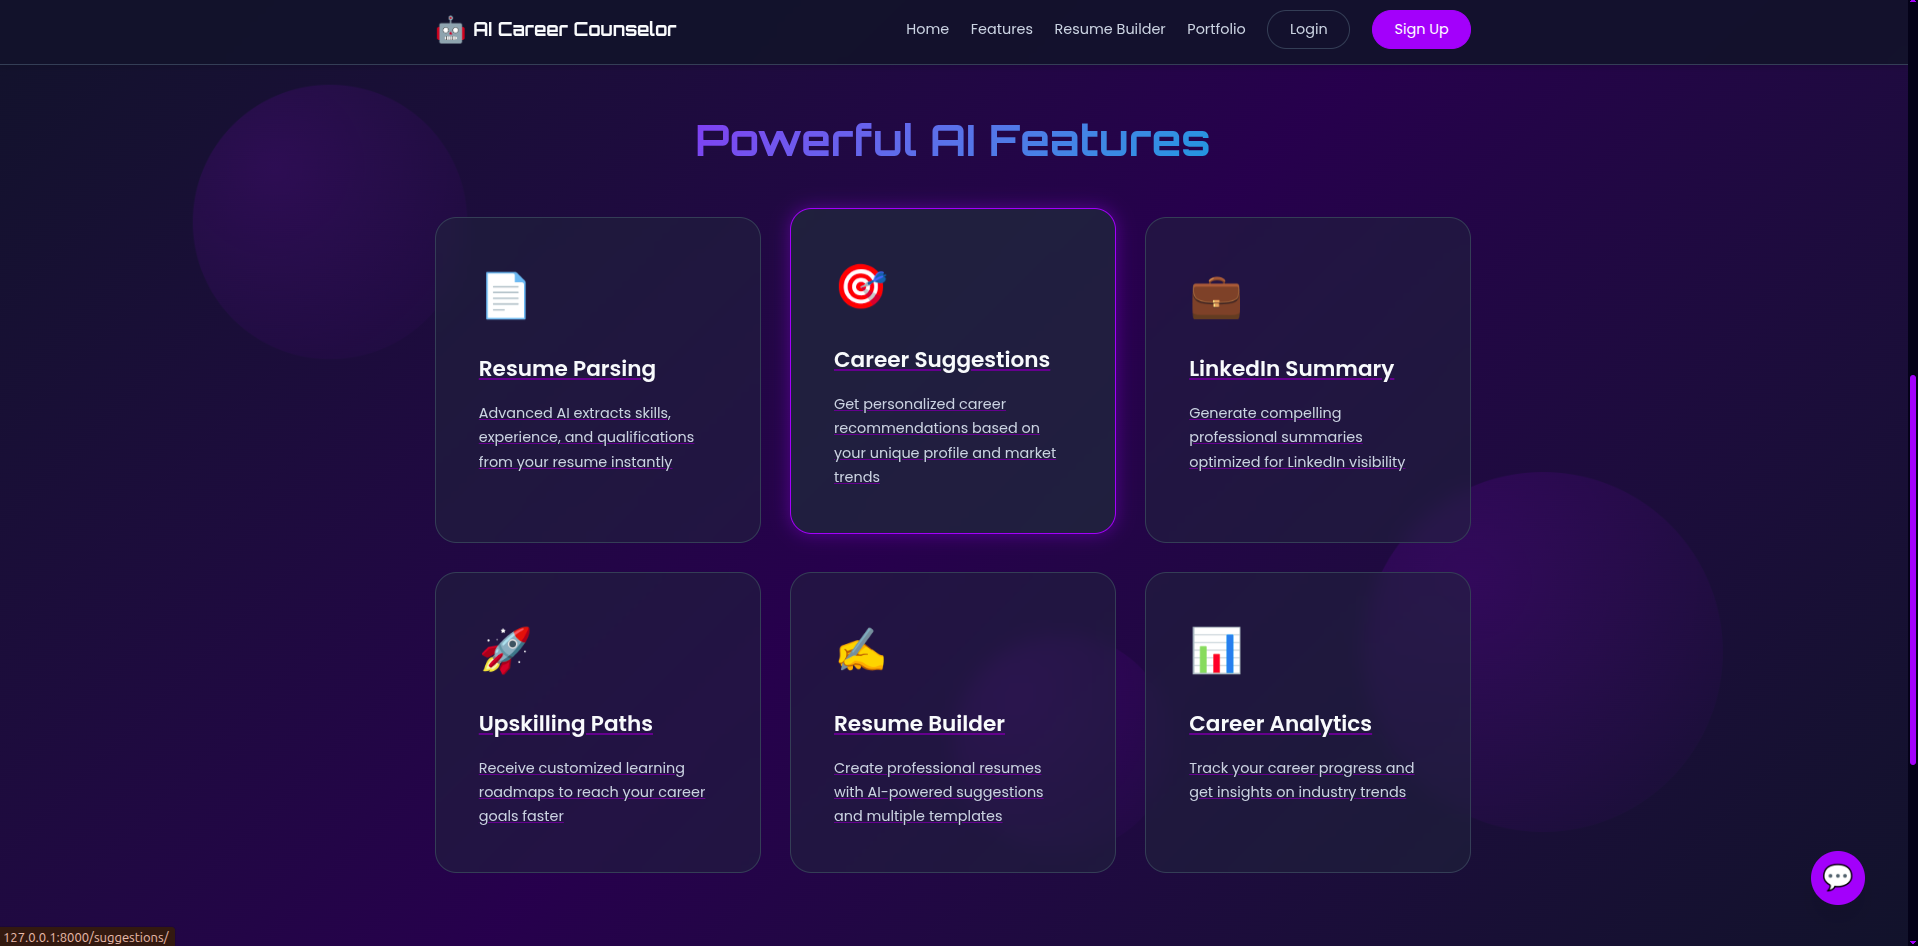 AI Career Counselor
Home
Features
Resume Builder
Portfolio
Login
Sign Up
Powerful AI Features
Resume Parsing
Advanced AI extracts skills,
experience, and qualifications
from your resume instantly
Career Suggestions
Get personalized career
recommendations based on
your unique profile and market
trends
LinkedIn Summary
Generate compelling
professional summaries
optimized for LinkedIn visibility
Upskilling Paths
Receive customized learning
roadmaps to reach your career
goals faster
Resume Builder
Create professional resumes
with AI-powered suggestions
and multiple templates
Career Analytics
Track your career progress and
get insights on industry trends
127.0.0.1:8000/suggestions/